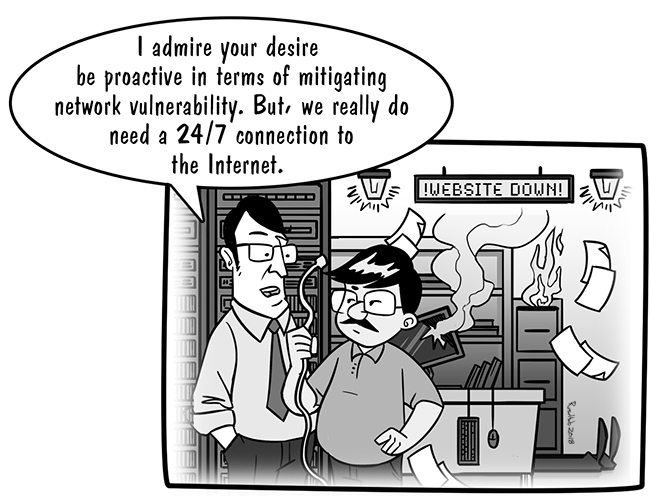 I admire your desire
be proactive in terms of mitigating
network vulnerability. But, we really do
need a 24/7 connection to
the Internet.
!WEBSITE DOWN!